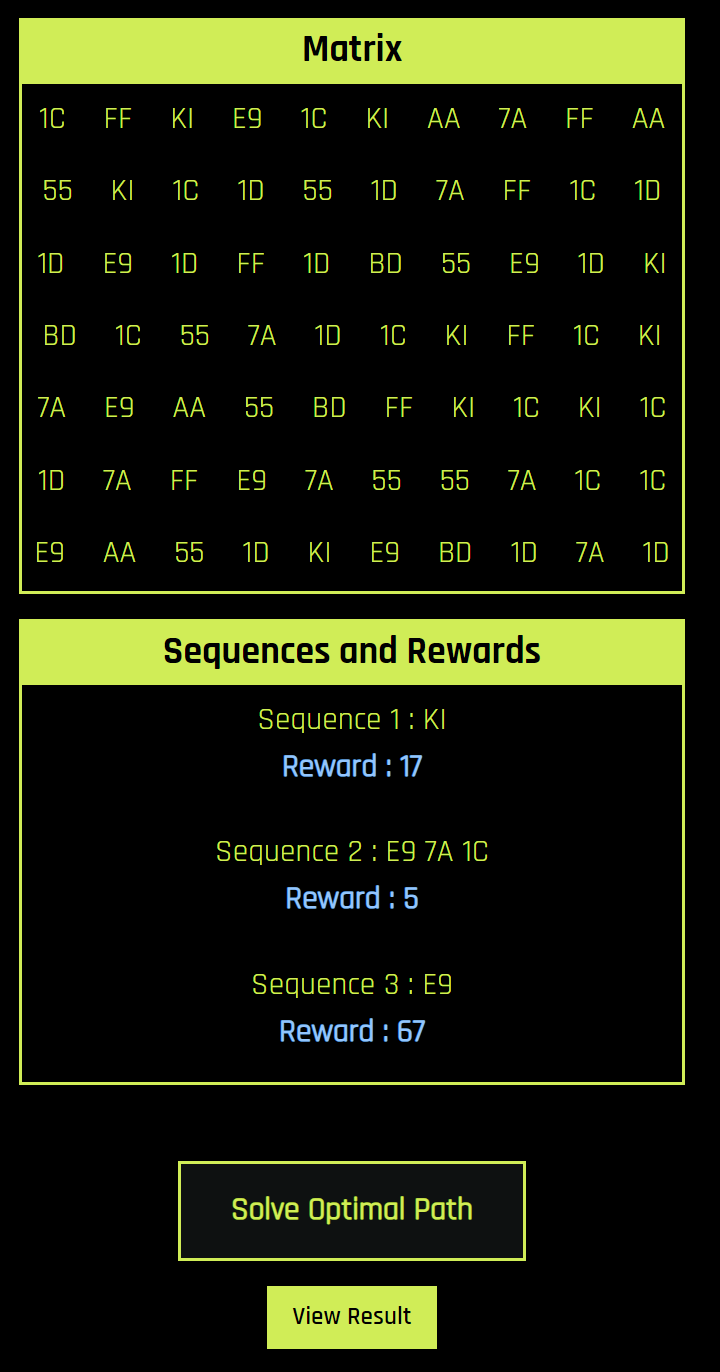 Matrix
1C FF KI E9 1C KI AA 7A FF AA
55 KI 1C 1D 55 1D 7A FF 1C 1D
1D E9 1D FF 1D BD 55 E9 1D KI
BD 1C 55 7A 1D 1C KI FF 1C KI
7A E9 AA 55 BD FF KI 1C KI 1C
1D 7A FF E9 7A 55 55 7A 1C 1C
E9 AA 55 1D KI E9 BD 1D 7A 1D
Sequences and Rewards
Sequence 1 : KI
Reward : 17
Sequence 2 : E9 7A 1C
Reward : 5
Sequence 3 : E9
Reward : 67
Solve Optimal Path
View Result